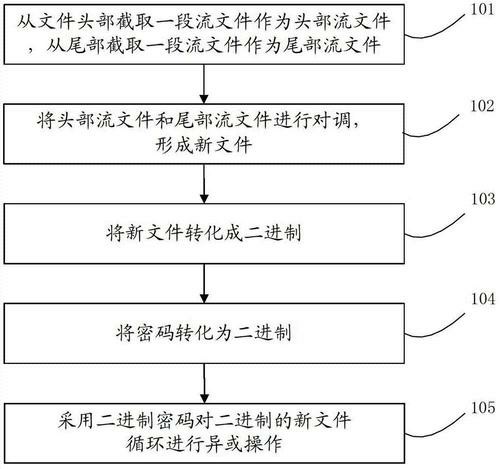 从文件头部截取一段流文件作为头部流文件
，从尾部截取一段流文件作为尾部流文件
101
将头部流文件和尾部流文件进行对调，
形成新文件
102
将新文件转化成二进制
103
将密码转化为二进制
104
采用二进制密码对二进制的新文件
循环进行异或操作
105